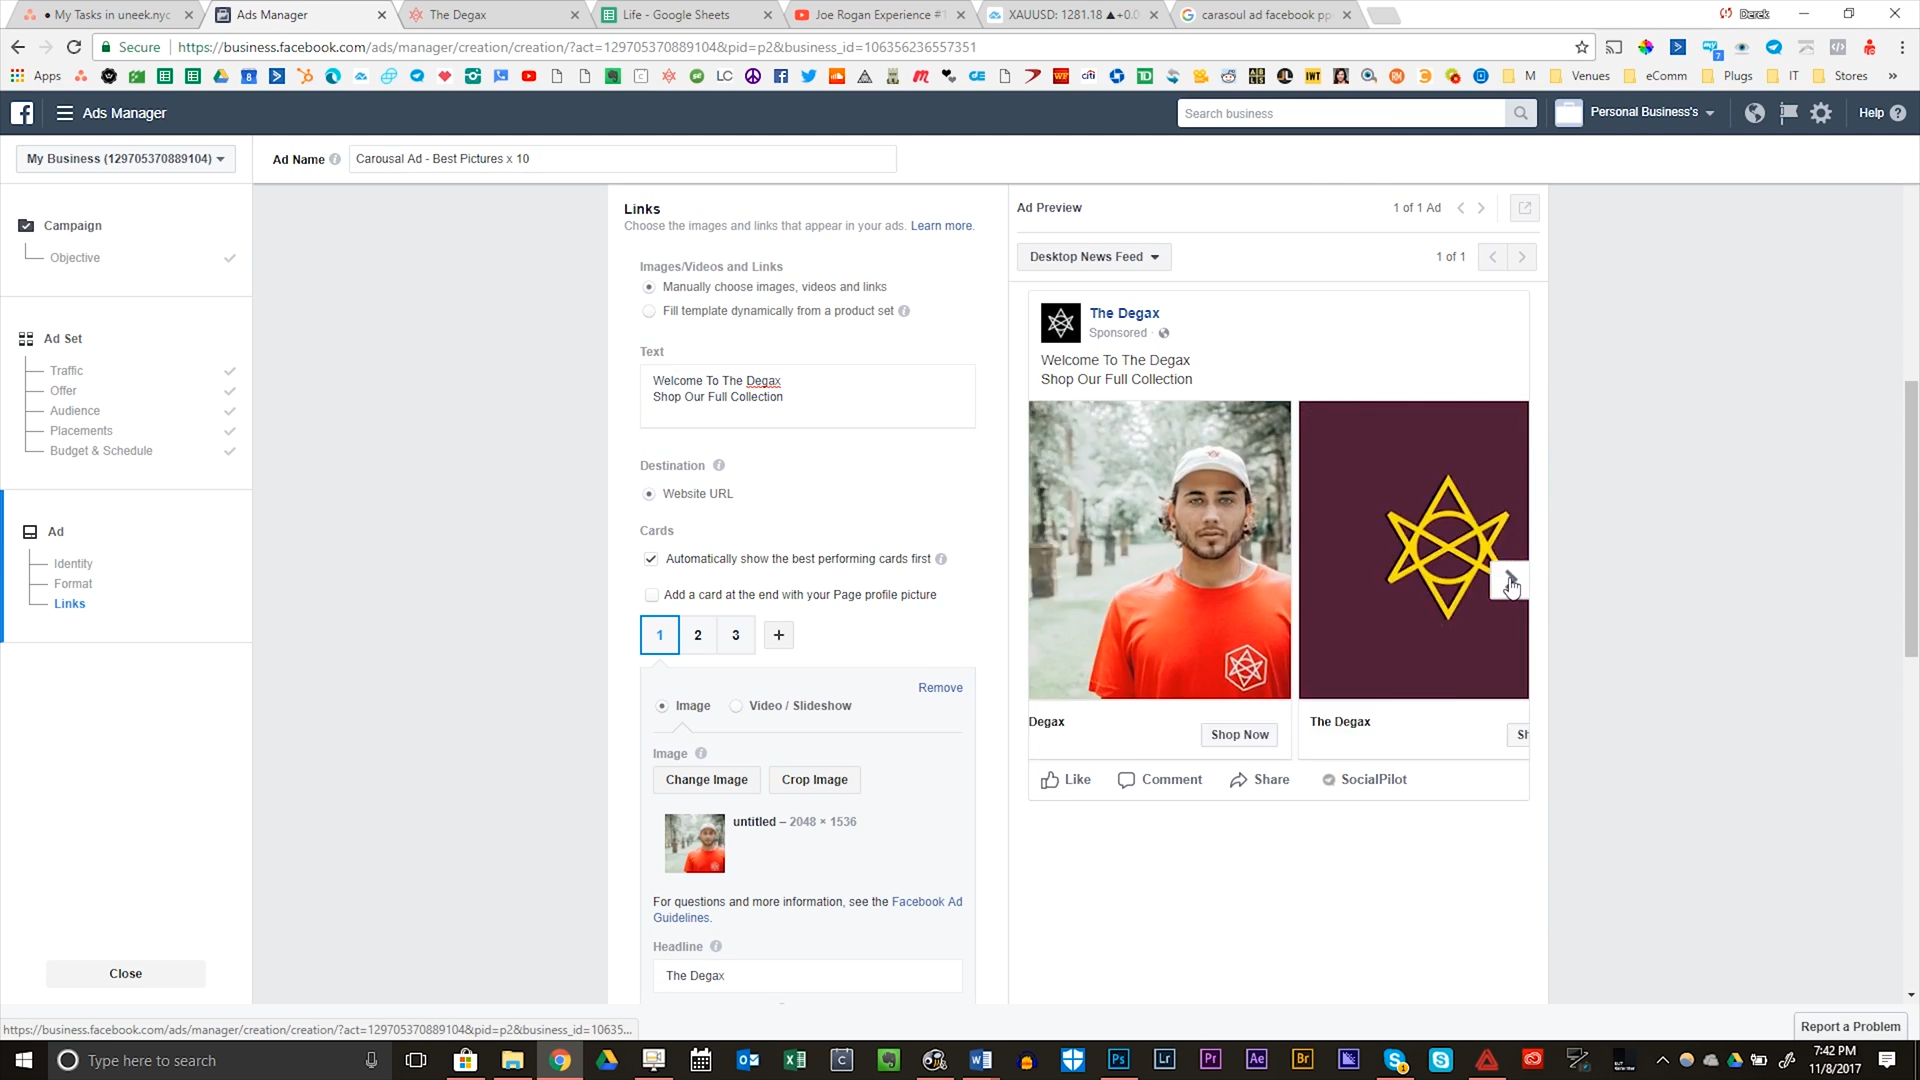 My Tasks in uneek.nyc
Ads Manager
The Degax
Life - Google Sheets
Joe Rogan Experience #1
XAUUSD: 1281.18 ▲+0.0
carasoul ad facebook pp
Derek
Secure
https://business.facebook.com/ads/manager/creation/creation/?act=129705370889104&pid=p2&business_id=106356236557351
Apps
LC
M
Venues
eComm
Plugs
IT
Stores
»
Ads Manager
Search business
Personal Business's
Help
My Business (129705370889104)
Ad Name
Carousal Ad - Best Pictures x 10
Campaign
Objective
Ad Set
Traffic
Offer
Audience
Placements
Budget & Schedule
Ad
Identity
Format
Links
Close
Links
Choose the images and links that appear in your ads. Learn more.
Images/Videos and Links
Manually choose images, videos and links
Fill template dynamically from a product set
Text
Welcome To The Degax
Shop Our Full Collection
Destination
Website URL
Cards
Automatically show the best performing cards first
Add a card at the end with your Page profile picture
1 2 3 +
Remove
Image
Video / Slideshow
Image
Change Image
Crop Image
untitled – 2048 × 1536
For questions and more information, see the Facebook Ad
Guidelines.
Headline
The Degax
Ad Preview
1 of 1 Ad
Desktop News Feed
1 of 1
The Degax
Sponsored ·
Welcome To The Degax
Shop Our Full Collection
Degax
Shop Now
The Degax
Sh
Like
Comment
Share
SocialPilot
https://business.facebook.com/ads/manager/creation/creation/?act=129705370889104&pid=p2&business_id=10635...
Report a Problem
Type here to search
7:42 PM
11/8/2017